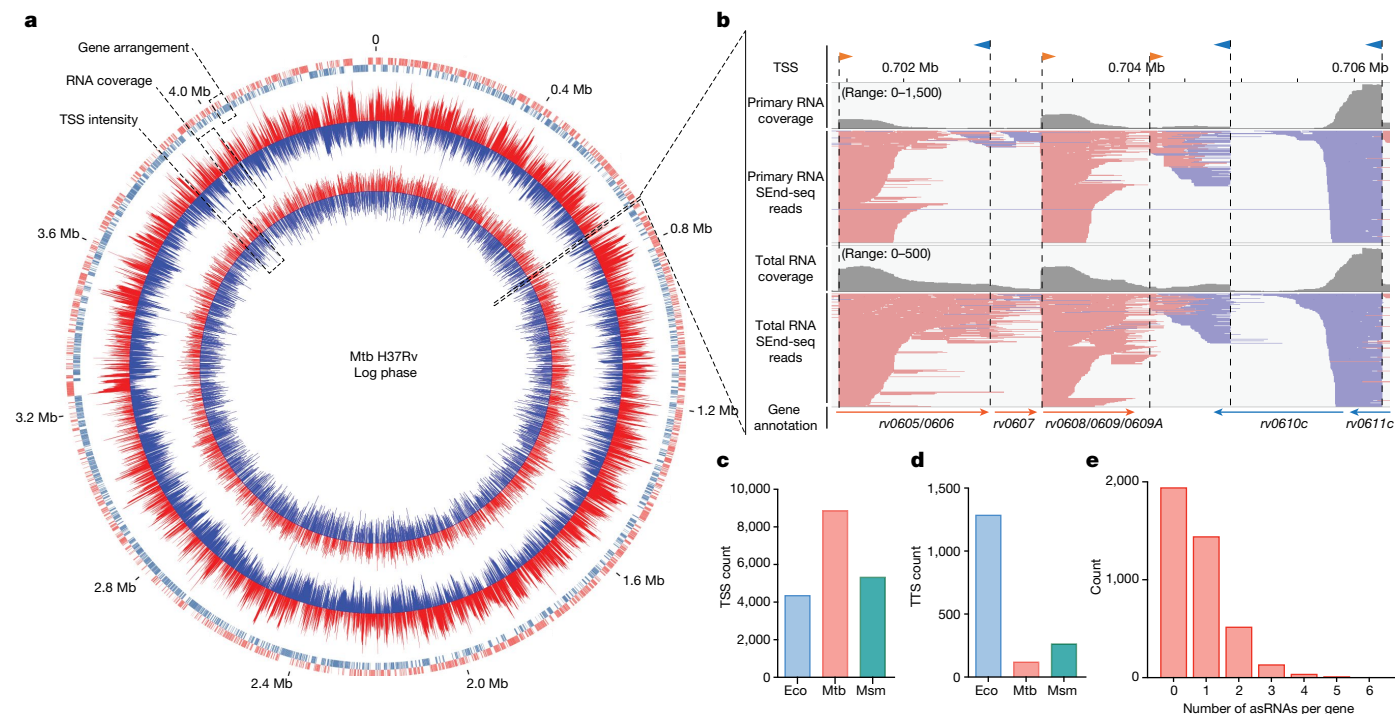 a
Gene arrangement
RNA coverage
TSS intensity
0
0.4 Mb
0.8 Mb
1.2 Mb
1.6 Mb
2.0 Mb
2.4 Mb
2.8 Mb
3.2 Mb
3.6 Mb
4.0 Mb
Mtb H37Rv
Log phase
b
TSS
0.702 Mb
0.704 Mb
0.706 Mb
Primary RNA
coverage
(Range: 0–1,500)
Primary RNA
SEnd-seq
reads
Total RNA
coverage
(Range: 0–500)
Total RNA
SEnd-seq
reads
Gene
annotation
rv0605/0606
rv0607
rv0608/0609/0609A
rv0610c
rv0611c
c
TSS count
10,000
8,000
6,000
4,000
2,000
0
Eco
Mtb
Msm
d
TTS count
1,500
1,000
500
0
Eco
Mtb
Msm
e
Count
2,000
1,000
0
0
1
2
3
4
5
6
Number of asRNAs per gene